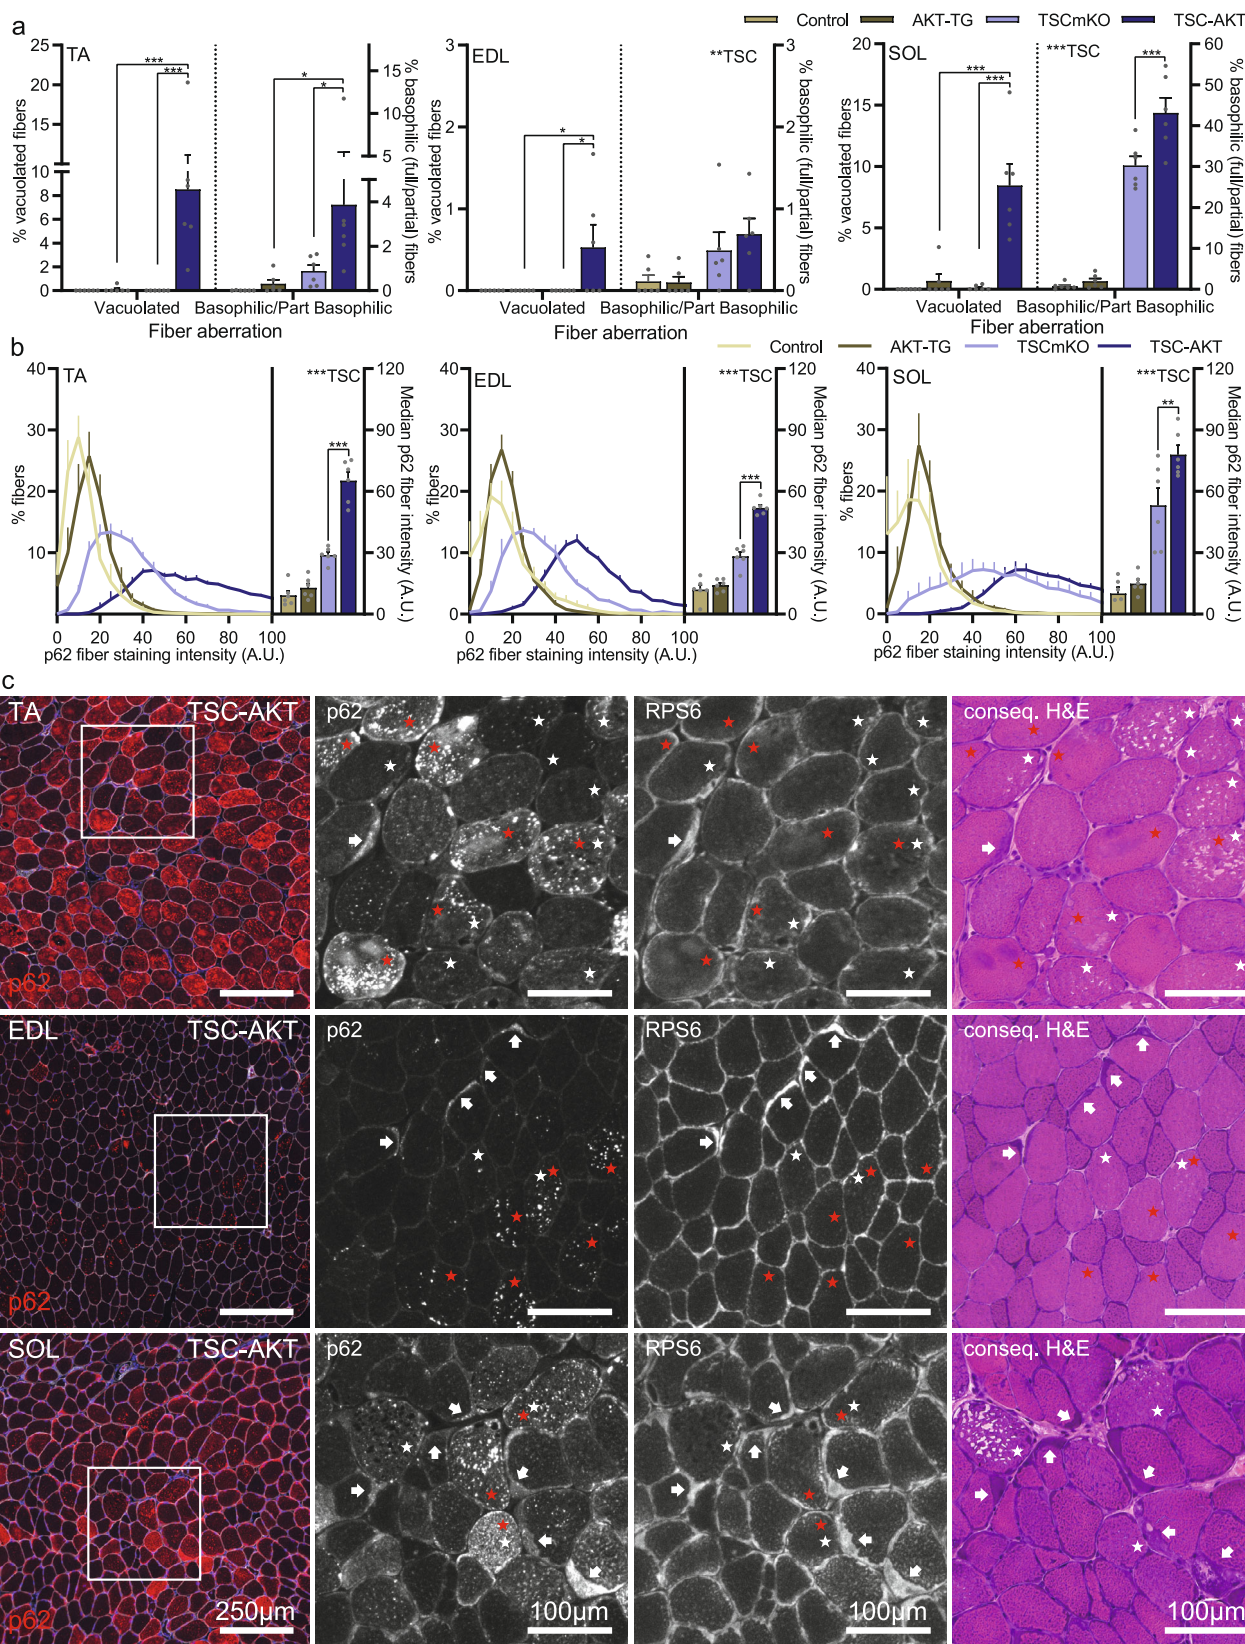 a
Control AKT-TG TSCmKO TSC-AKT
TA
% vacuolated fibers
25
20
15
10
8
6
4
2
0
*** *** * *
15
10
5
4
2
0
% basophilic (full/partial) fibers
Vacuolated Basophilic/Part Basophilic
Fiber aberration
EDL
**TSC
% vacuolated fibers
3
2
1
0
* *
3
2
1
0
% basophilic (full/partial) fibers
Vacuolated Basophilic/Part Basophilic
Fiber aberration
SOL
***TSC
% vacuolated fibers
20
15
10
5
0
*** *** ***
60
50
40
30
20
10
0
% basophilic (full/partial) fibers
Vacuolated Basophilic/Part Basophilic
Fiber aberration
b
Control AKT-TG TSCmKO TSC-AKT
TA
***TSC
% fibers
40
30
20
10
0
***
120
90
60
30
0
Median p62 fiber intensity (A.U.)
0 20 40 60 80 100
p62 fiber staining intensity (A.U.)
EDL
***TSC
% fibers
40
30
20
10
0
***
120
90
60
30
0
Median p62 fiber intensity (A.U.)
0 20 40 60 80 100
p62 fiber staining intensity (A.U.)
SOL
***TSC
% fibers
40
30
20
10
0
**
120
90
60
30
0
Median p62 fiber intensity (A.U.)
0 20 40 60 80 100
p62 fiber staining intensity (A.U.)
c
TA TSC-AKT p62 RPS6 conseq. H&E
p62
EDL TSC-AKT p62 RPS6 conseq. H&E
p62
SOL TSC-AKT p62 RPS6 conseq. H&E
p62 250µm 100µm 100µm 100µm